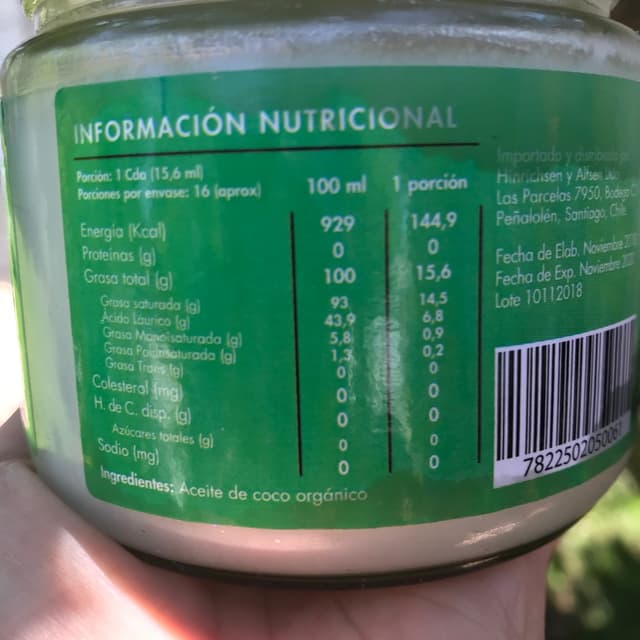 INFORMACIÓN NUTRICIONAL
Porción: 1 Cda (15,6 ml)
Porciones por envase: 16 (aprox)
100 ml 1 porción
Energía (Kcal) 929 144,9
Proteínas (g) 0 0
Grasa total (g) 100 15,6
Grasa saturada (g) 93 14,5
Ácido Láurico (g) 43,9 6,8
Grasa Monoisaturada (g) 5,8 0,9
Grasa Poliinsaturada (g) 1,3 0,2
Grasa Trans (g) 0 0
Colesterol (mg) 0 0
H. de C. disp. (g) 0 0
Azúcares totales (g) 0 0
Sodio (mg) 0 0
Ingredientes: Aceite de coco orgánico
Importado y distribuido por
Hinrichsen y
Las Parcelas 7950, Bodega
Peñalolén, Santiago, Chile.
Fecha de Elab. Noviembre
Fecha de Exp. Noviembre
Lote 10112018